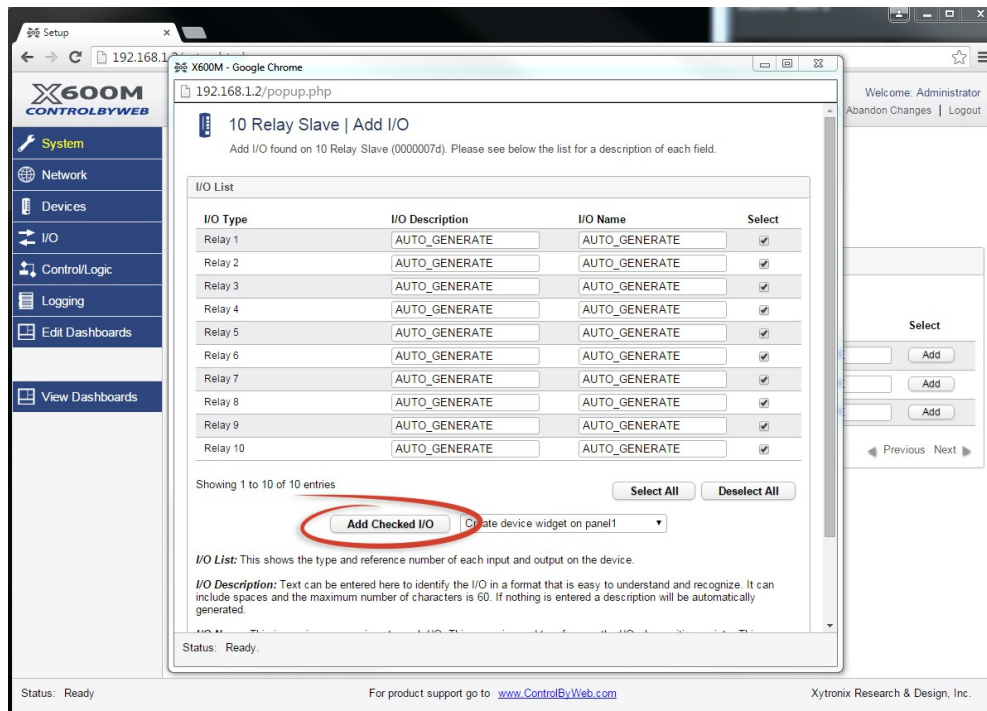 Setup
192.168.1
X600M - Google Chrome
192.168.1.2/popup.php
X600M
CONTROLBYWEB
Welcome: Administrator
Abandon Changes | Logout
System
Network
Devices
I/O
Control/Logic
Logging
Edit Dashboards
View Dashboards
10 Relay Slave | Add I/O
Add I/O found on 10 Relay Slave (0000007d). Please see below the list for a description of each field.
I/O List
I/O Type I/O Description I/O Name Select
Relay 1 AUTO_GENERATE AUTO_GENERATE
Relay 2 AUTO_GENERATE AUTO_GENERATE
Relay 3 AUTO_GENERATE AUTO_GENERATE
Relay 4 AUTO_GENERATE AUTO_GENERATE
Relay 5 AUTO_GENERATE AUTO_GENERATE
Relay 6 AUTO_GENERATE AUTO_GENERATE
Relay 7 AUTO_GENERATE AUTO_GENERATE
Relay 8 AUTO_GENERATE AUTO_GENERATE
Relay 9 AUTO_GENERATE AUTO_GENERATE
Relay 10 AUTO_GENERATE AUTO_GENERATE
Showing 1 to 10 of 10 entries
Select All Deselect All
Add Checked I/O Create device widget on panel1
I/O List: This shows the type and reference number of each input and output on the device.
I/O Description: Text can be entered here to identify the I/O in a format that is easy to understand and recognize. It can
include spaces and the maximum number of characters is 60. If nothing is entered a description will be automatically
generated.
Status: Ready.
Select
Add
Add
Add
Previous Next
Status: Ready
For product support go to www.ControlByWeb.com
Xytronix Research & Design, Inc.